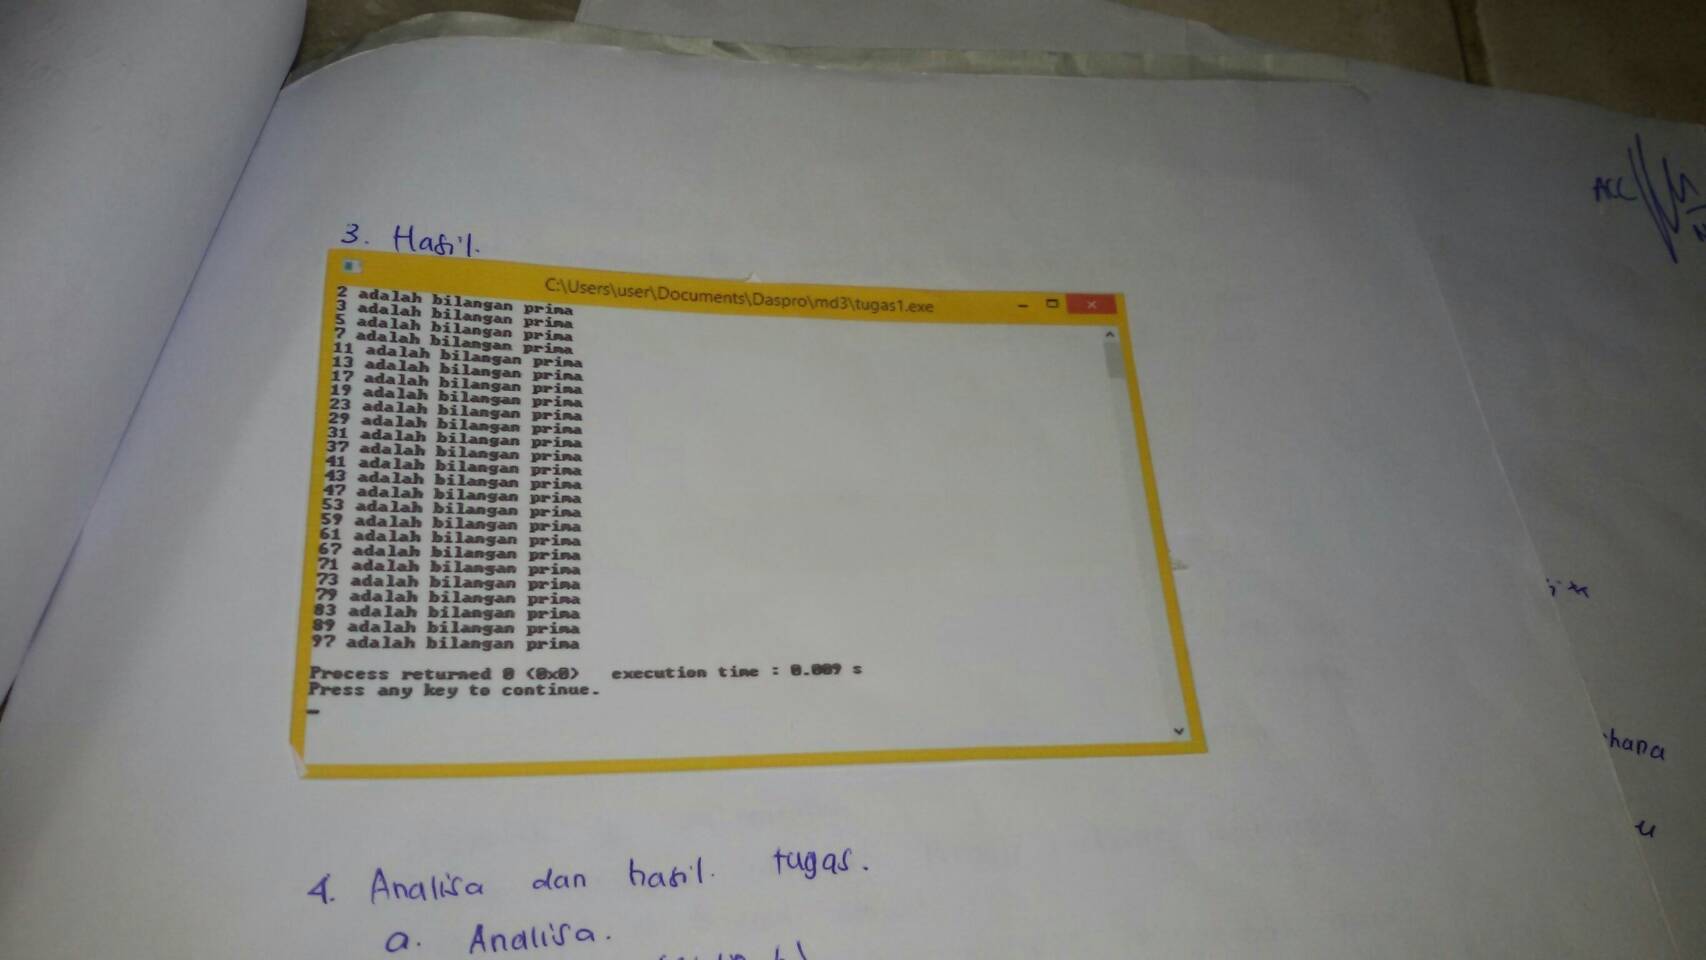 ACC
3. Hasil.
C:\Users\user\Documents\Daspro\md3\tugas1.exe
2 adalah bilangan prima
3 adalah bilangan prima
5 adalah bilangan prima
7 adalah bilangan prima
11 adalah bilangan prima
13 adalah bilangan prima
17 adalah bilangan prima
19 adalah bilangan prima
23 adalah bilangan prima
29 adalah bilangan prima
31 adalah bilangan prima
37 adalah bilangan prima
41 adalah bilangan prima
43 adalah bilangan prima
47 adalah bilangan prima
53 adalah bilangan prima
59 adalah bilangan prima
61 adalah bilangan prima
67 adalah bilangan prima
71 adalah bilangan prima
73 adalah bilangan prima
79 adalah bilangan prima
83 adalah bilangan prima
89 adalah bilangan prima
97 adalah bilangan prima
Process returned 0 (0x0) execution time : 0.009 s
Press any key to continue.
hana
4. Analisa dan hasil. tugas.
a. Analisa.